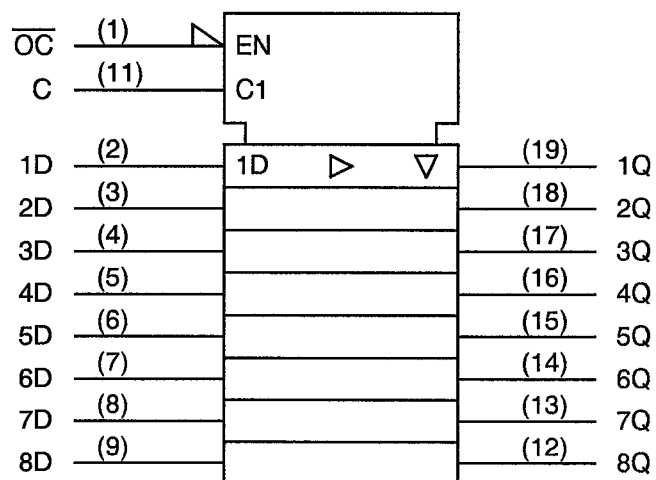 OC (1) EN
C (11) C1
1D (2) 1D (19) 1Q
2D (3) (18) 2Q
3D (4) (17) 3Q
4D (5) (16) 4Q
5D (6) (15) 5Q
6D (7) (14) 6Q
7D (8) (13) 7Q
8D (9) (12) 8Q